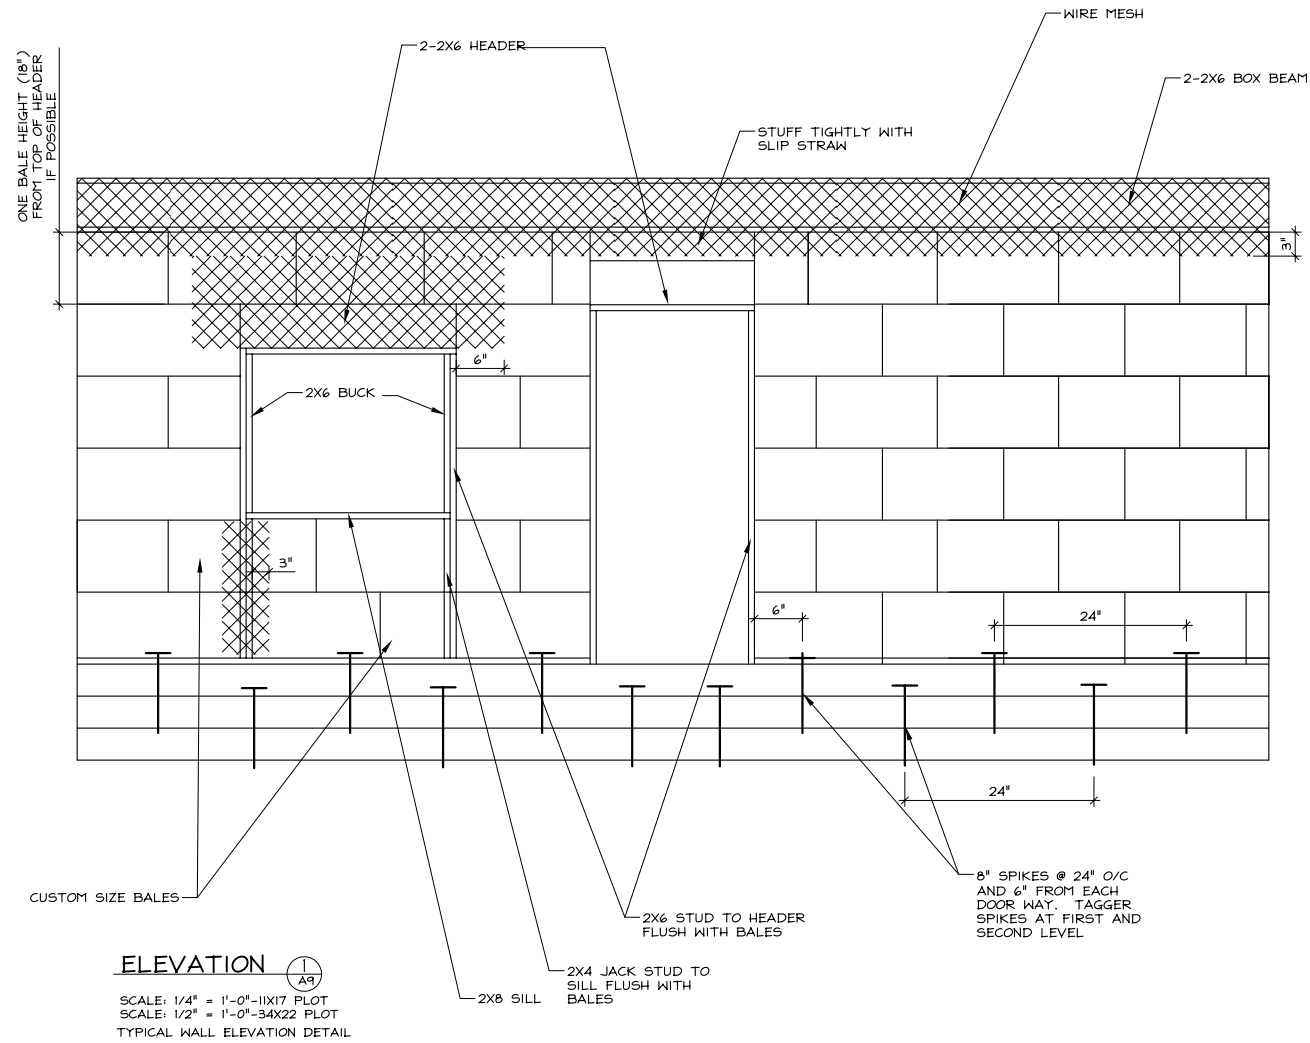 WIRE MESH
2-2X6 HEADER
2-2X6 BOX BEAM
ONE BALE HEIGHT (18")
FROM TOP OF HEADER
IF POSSIBLE
STUFF TIGHTLY WITH
SLIP STRAW
3"
6"
2X6 BUCK
3"
6"
24"
24"
CUSTOM SIZE BALES
8" SPIKES @ 24" O/C
AND 6" FROM EACH
DOOR WAY. TAGGER
SPIKES AT FIRST AND
SECOND LEVEL
2X6 STUD TO HEADER
FLUSH WITH BALES
2X4 JACK STUD TO
SILL FLUSH WITH
BALES
2X8 SILL
ELEVATION
1
A9
SCALE: 1/4" = 1'-0"-11X17 PLOT
SCALE: 1/2" = 1'-0"-34X22 PLOT
TYPICAL WALL ELEVATION DETAIL